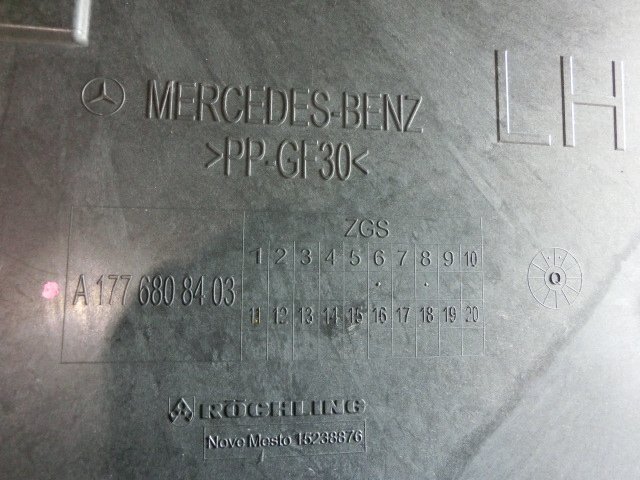 MERCEDES-BENZ
LH
>PP-GF30<
ZGS
1 2 3 4 5 6 7 8 9 10
A 177 680 84 03
11 12 13 14 15 16 17 18 19 20
RÖCHLING
Novo Mesto 15238876